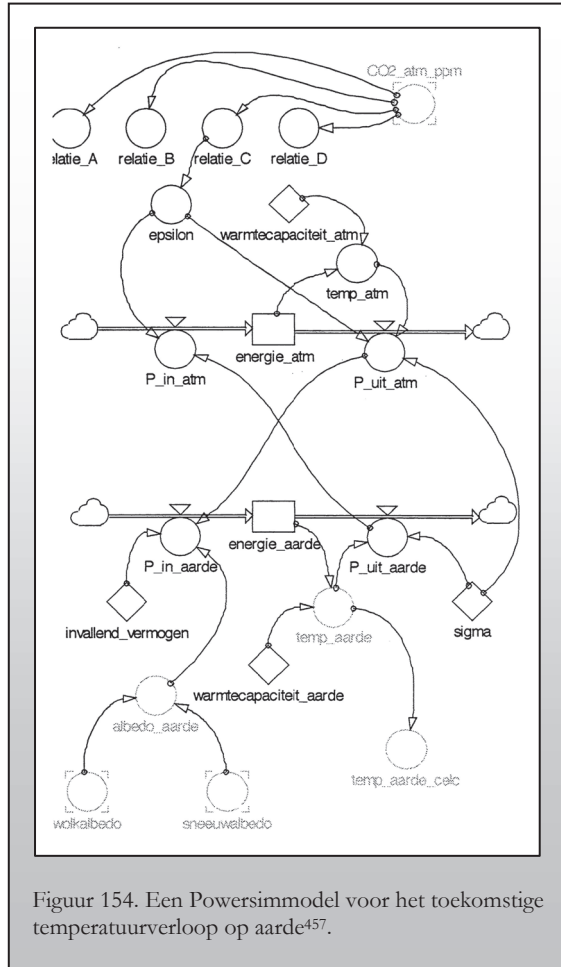 CO2_atm_ppm
elatie_A
relatie_B
relatie_C
relatie_D
epsilon
warmtecapaciteit_atm
temp_atm
energie_atm
P_in_atm
P_uit_atm
energie_aarde
P_in_aarde
P_uit_aarde
invallend_vermogen
temp_aarde
sigma
warmtecapaciteit_aarde
albedo_aarde
temp_aarde_celc
wolkalbedo
sneeuwalbedo
Figuur 154. Een Powersimmodel voor het toekomstige
temperatuurverloop op aarde457.